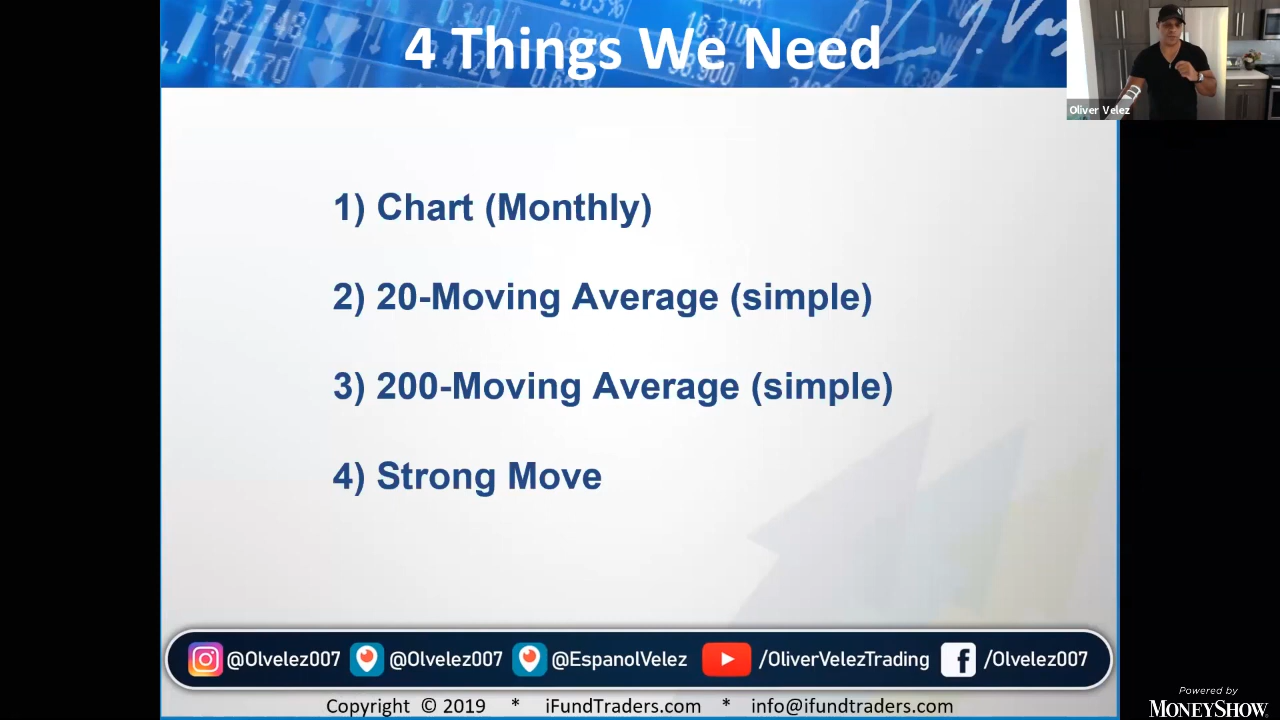 4 Things We Need
Oliver Velez
1) Chart (Monthly)
2) 20-Moving Average (simple)
3) 200-Moving Average (simple)
4) Strong Move
@Olvelez007 @Olvelez007 @EspanolVelez /OliverVelezTrading /Olvelez007
Copyright © 2019 * iFundTraders.com * info@ifundtraders.com
Powered by
MONEYSHOW